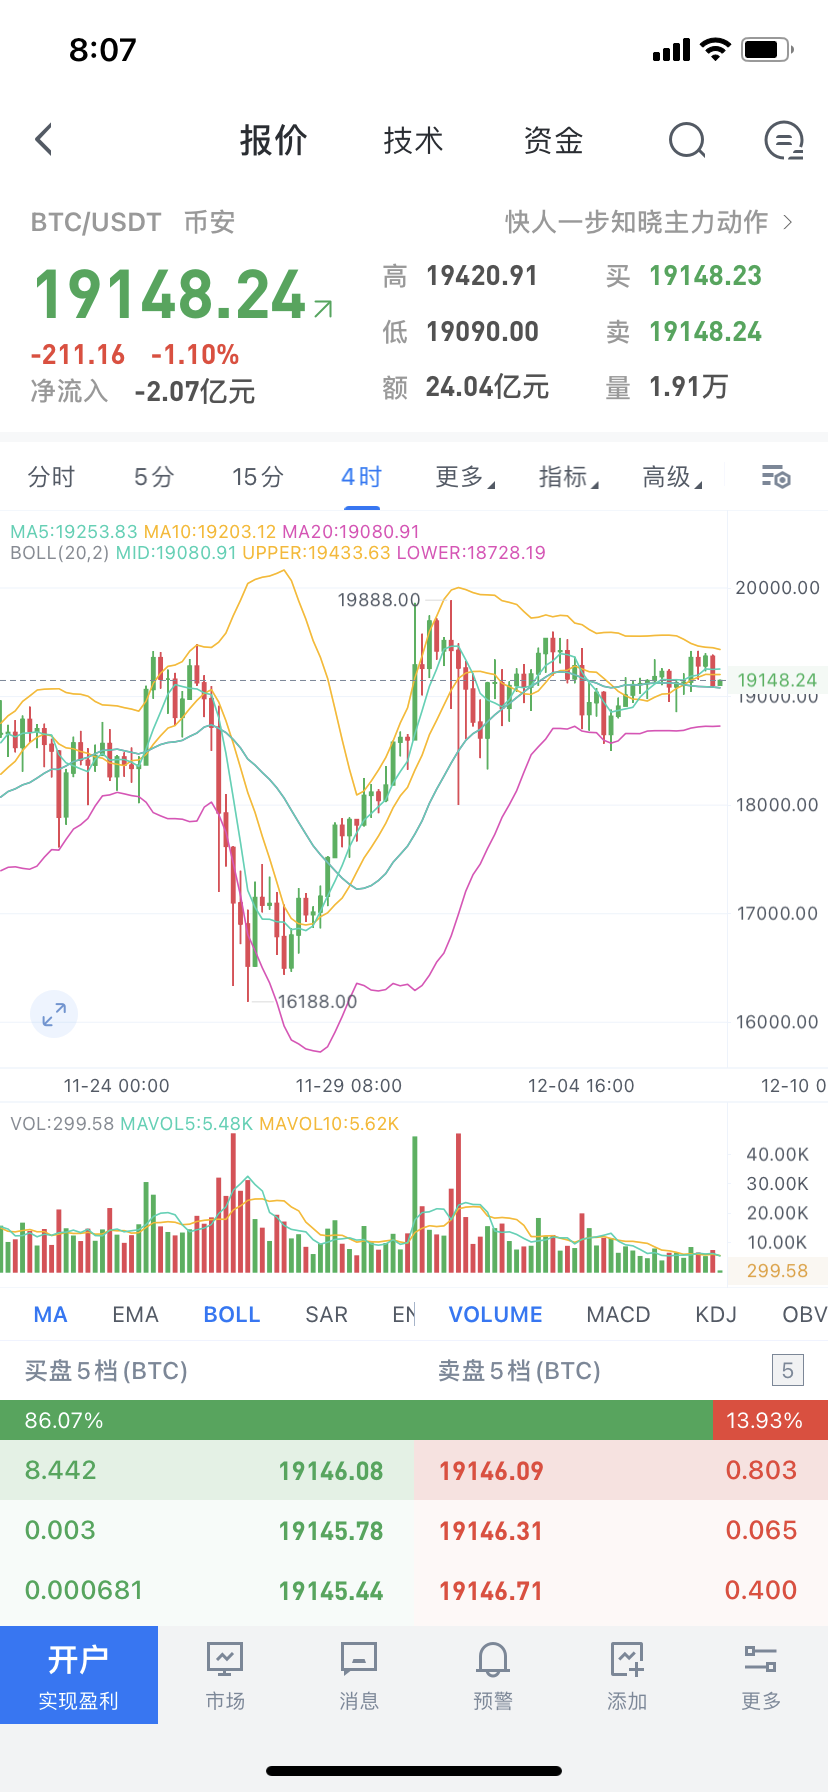 8:07
报价 技术 资金
BTC/USDT 币安 快人一步知晓主力动作
19148.24
-211.16 -1.10%
净流入 -2.07亿元
高 19420.91 买 19148.23
低 19090.00 卖 19148.24
额 24.04亿元 量 1.91万
分时 5分 15分 4时 更多 指标 高级
MA5:19253.83 MA10:19203.12 MA20:19080.91
BOLL(20,2) MID:19080.91 UPPER:19433.63 LOWER:18728.19
20000.00
19888.00
19148.24
19000.00
18000.00
17000.00
16188.00
16000.00
11-24 00:00 11-29 08:00 12-04 16:00 12-10 0
VOL:299.58 MAVOL5:5.48K MAVOL10:5.62K
40.00K
30.00K
20.00K
10.00K
299.58
MA EMA BOLL SAR EN VOLUME MACD KDJ OBV
买盘5档(BTC) 卖盘5档(BTC) 5
86.07% 13.93%
8.442 19146.08 19146.09 0.803
0.003 19145.78 19146.31 0.065
0.000681 19145.44 19146.71 0.400
开户 
实现盈利 市场 消息 预警 添加 更多